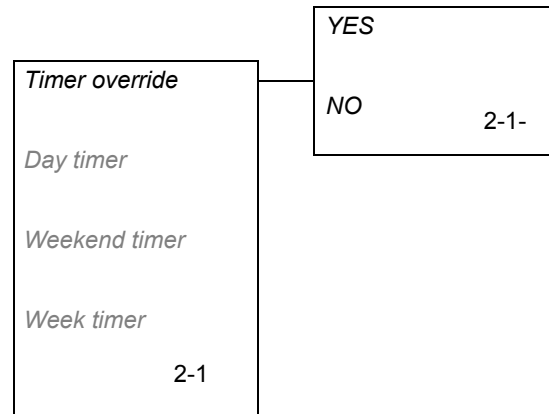 YES
NO
2-1-
Timer override
Day timer
Weekend timer
Week timer
2-1